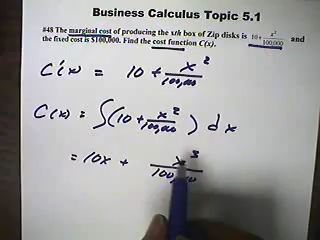 Business Calculus Topic 5.1
#48 The marginal cost of producing the xth box of Zip disks is 10 + x²/100,000 and
the fixed cost is $100,000. Find the cost function C(x).
C'(x) = 10 + x²/100,000
C(x) = ∫(10 + x²/100,000) dx
= 10x + x³/100,000